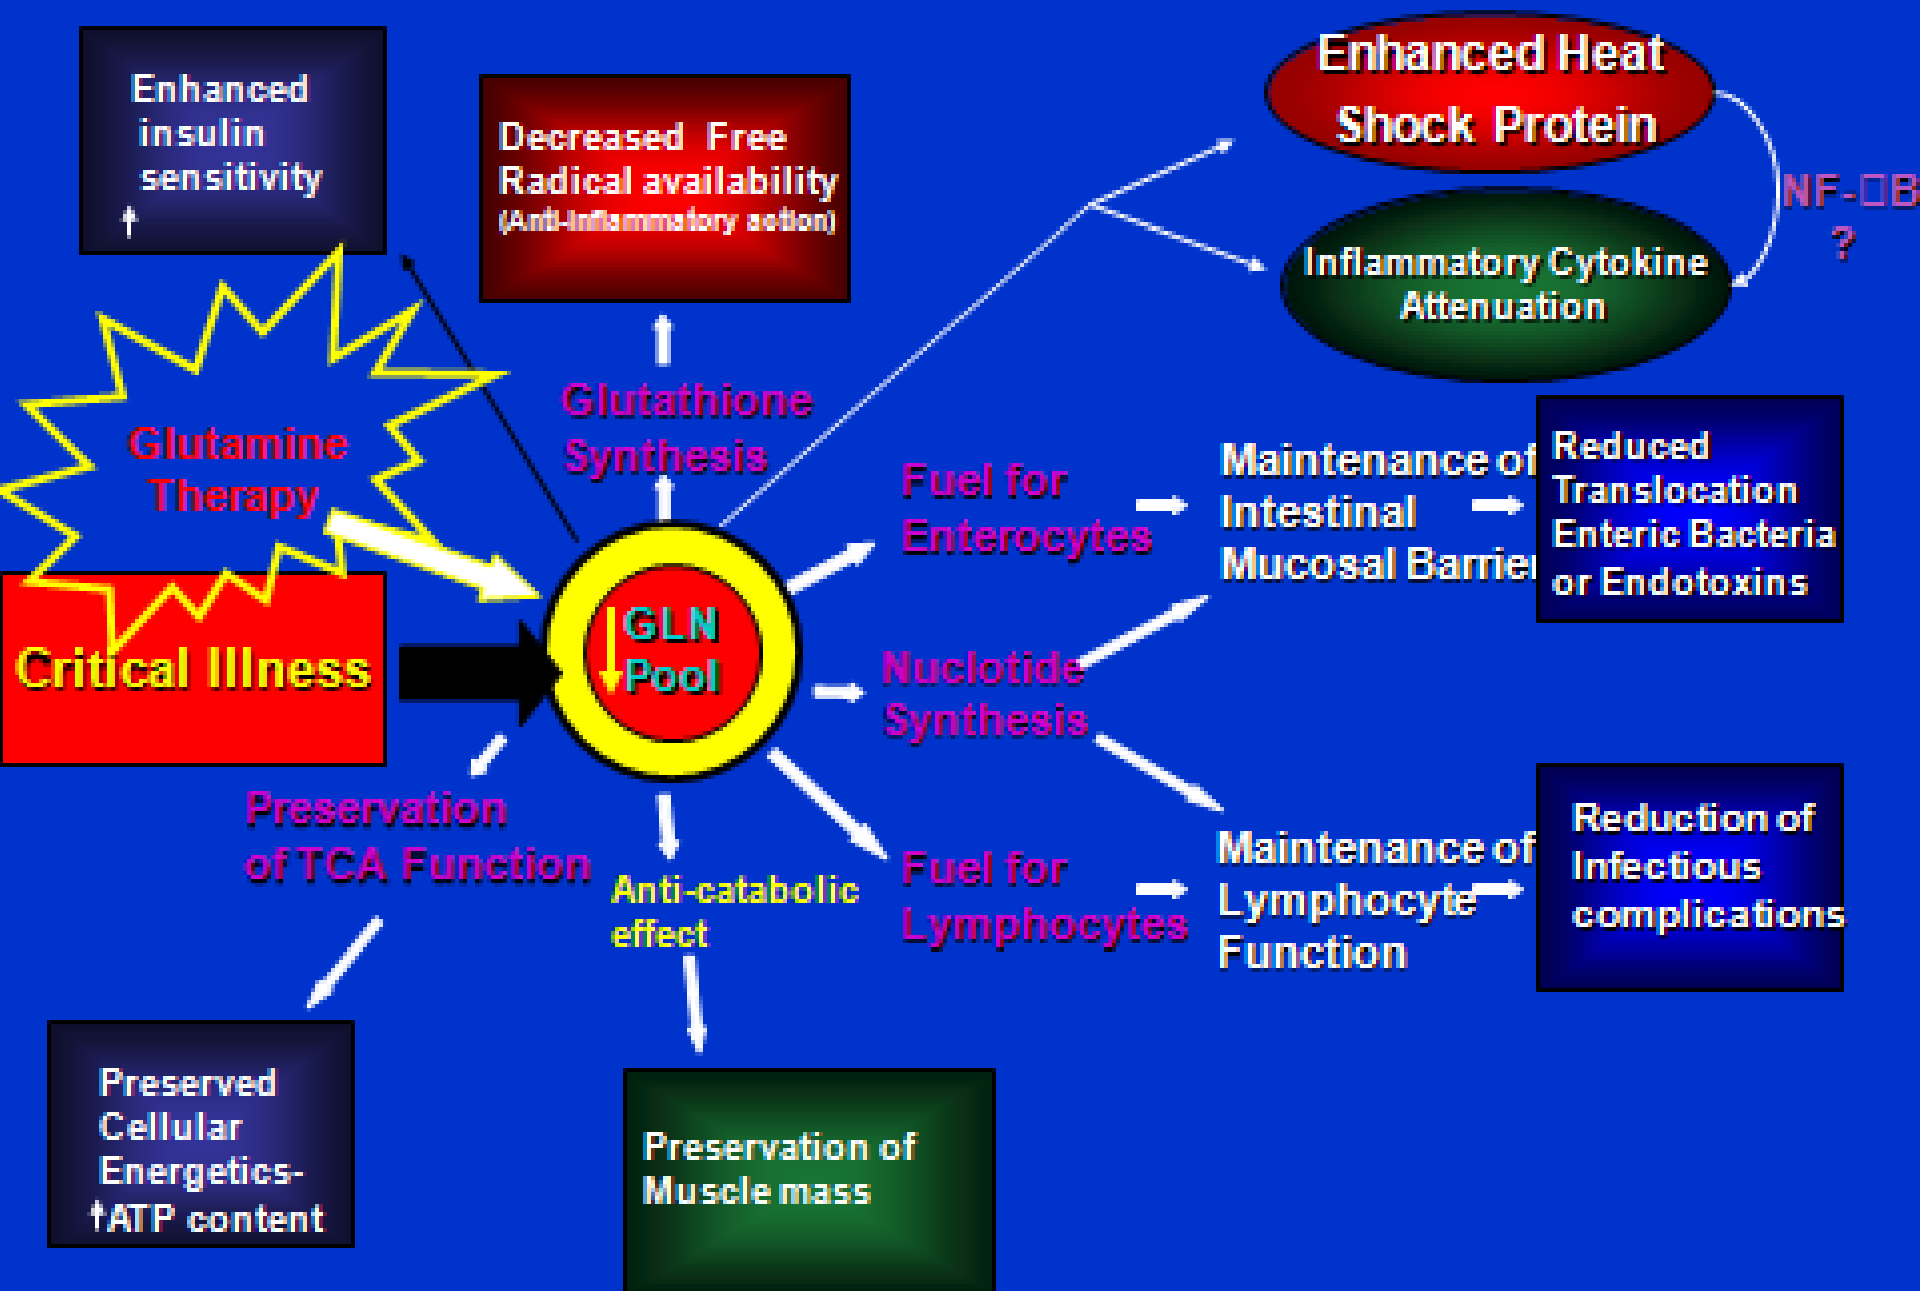 Enhanced
insulin
sensitivity
↑
Decreased Free
Radical availability
(Anti-Inflammatory action)
Enhanced Heat
Shock Protein
NF-□B
?
Inflammatory Cytokine
Attenuation
Glutamine
Therapy
Glutathione
Synthesis
Critical Illness
↓GLN
Pool
Fuel for
Enterocytes
Maintenance of
Intestinal
Mucosal Barrier
Reduced
Translocation
Enteric Bacteria
or Endotoxins
Nuclotide
Synthesis
Fuel for
Lymphocytes
Maintenance of
Lymphocyte
Function
Reduction of
Infectious
complications
Preservation
of TCA Function
Anti-catabolic
effect
Preserved
Cellular
Energetics-
↑ATP content
Preservation of
Muscle mass